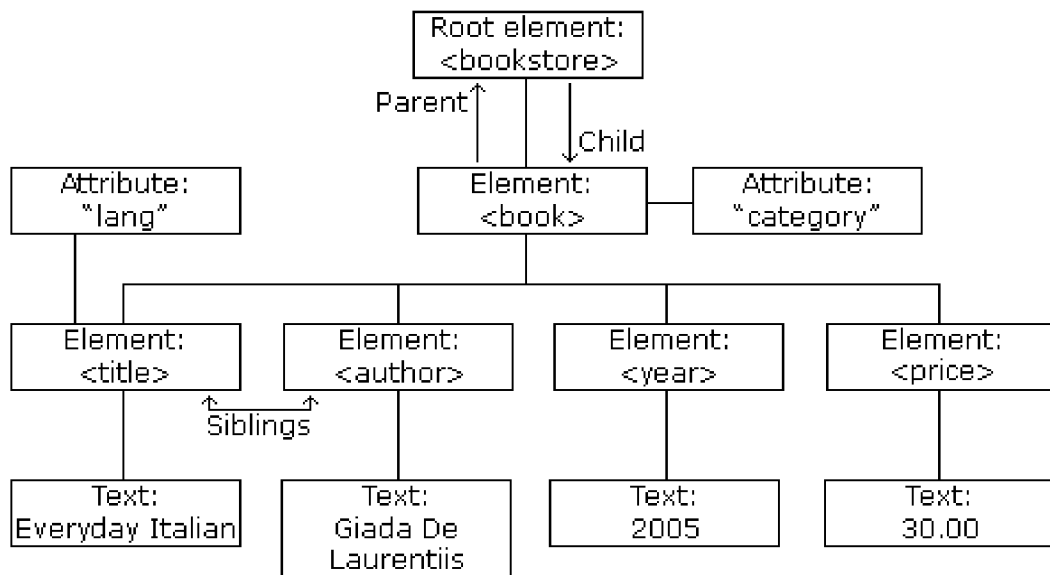 Root element:
<bookstore>
Parent
Child
Attribute:
"lang"
Element:
<book>
Attribute:
"category"
Element:
<title>
Element:
<author>
Element:
<year>
Element:
<price>
Siblings
Text:
Everyday Italian
Text:
Giada De
Laurentiis
Text:
2005
Text:
30.00